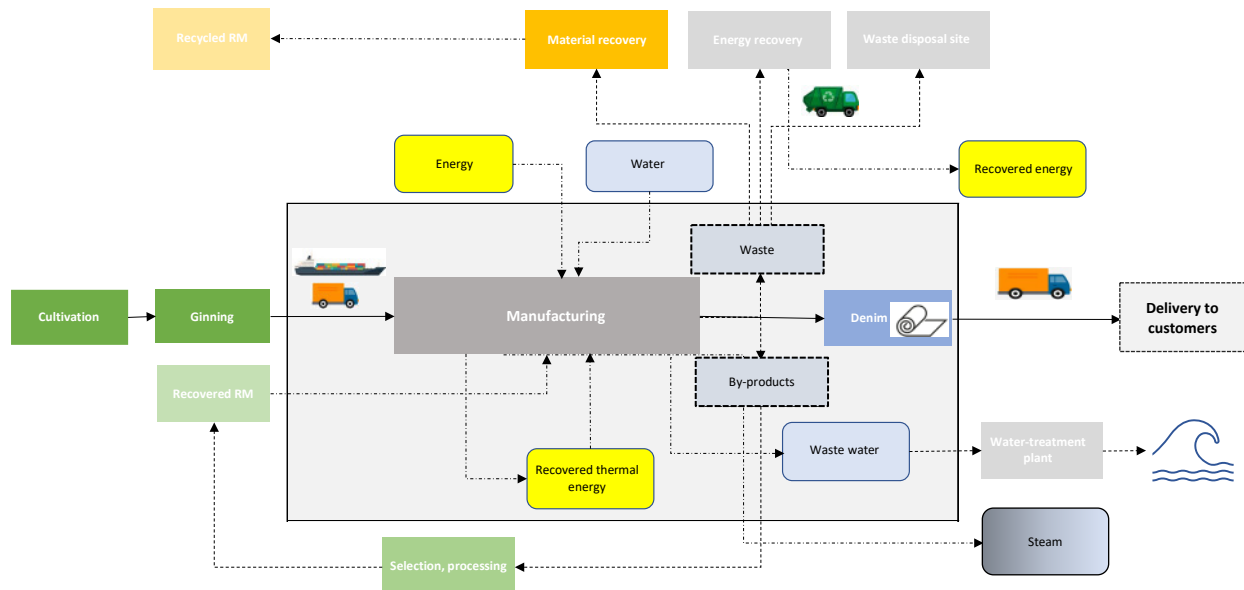 Recycled RM
Material recovery
Energy recovery
Waste disposal site
Energy
Water
Recovered energy
Waste
Cultivation
Ginning
Manufacturing
Denim
Delivery to
customers
Recovered RM
By-products
Recovered thermal
energy
Waste water
Water-treatment
plant
Steam
Selection, processing